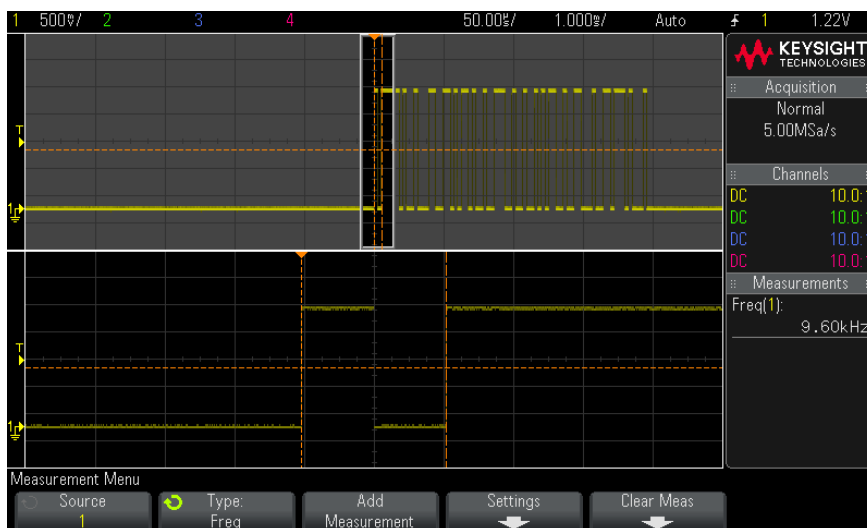 1 500mV/ 2 3 4 50.00us/ 1.000ms/ Auto 1 1.22V
KEYSIGHT
TECHNOLOGIES
Acquisition
Normal
5.00MSa/s
Channels
DC 10.0:1
DC 10.0:1
DC 10.0:1
DC 10.0:1
Measurements
Freq(1):
9.60kHz
T
1
T
1
Measurement Menu
Source
1
Type:
Freq
Add
Measurement
Settings
Clear Meas